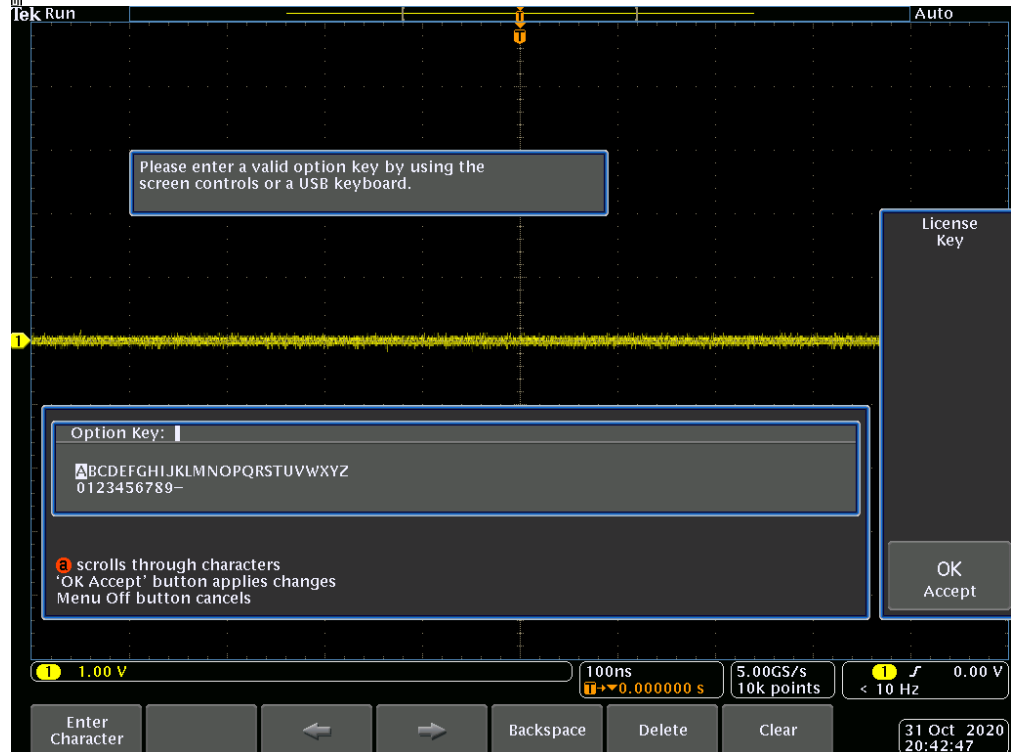 Tek Run
Auto
T
Please enter a valid option key by using the
screen controls or a USB keyboard.
License
Key
1
Option Key:
ABCDEFGHIJKLMNOPQRSTUVWXYZ
0123456789-
a scrolls through characters
'OK Accept' button applies changes
Menu Off button cancels
OK
Accept
1 1.00 V
100ns
T→▼0.000000 s
5.00GS/s
10k points
1 0.00 V
< 10 Hz
Enter
Character
Backspace
Delete
Clear
31 Oct 2020
20:42:47